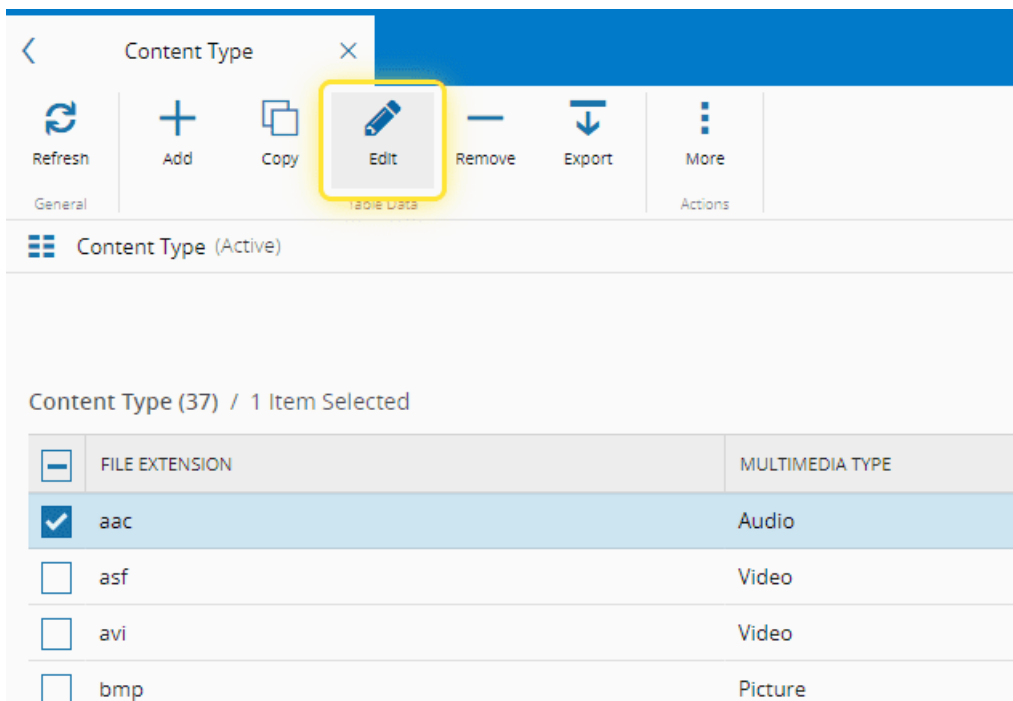 Content Type
Refresh Add Copy Edit Remove Export More
General Table Data Actions
Content Type (Active)
Content Type (37) / 1 Item Selected
FILE EXTENSION MULTIMEDIA TYPE
aac Audio
asf Video
avi Video
bmp Picture